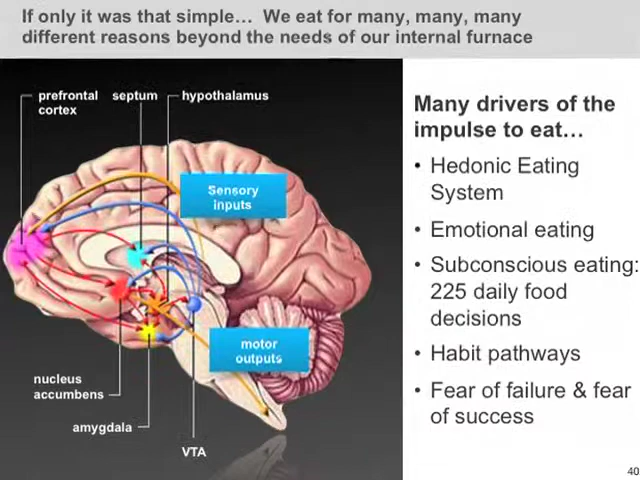 If only it was that simple… We eat for many, many, many
different reasons beyond the needs of our internal furnace
prefrontal
cortex
septum
hypothalamus
Sensory
inputs
motor
outputs
nucleus
accumbens
amygdala
VTA
Many drivers of the
impulse to eat…
• Hedonic Eating
System
• Emotional eating
• Subconscious eating:
225 daily food
decisions
• Habit pathways
• Fear of failure & fear
of success
40